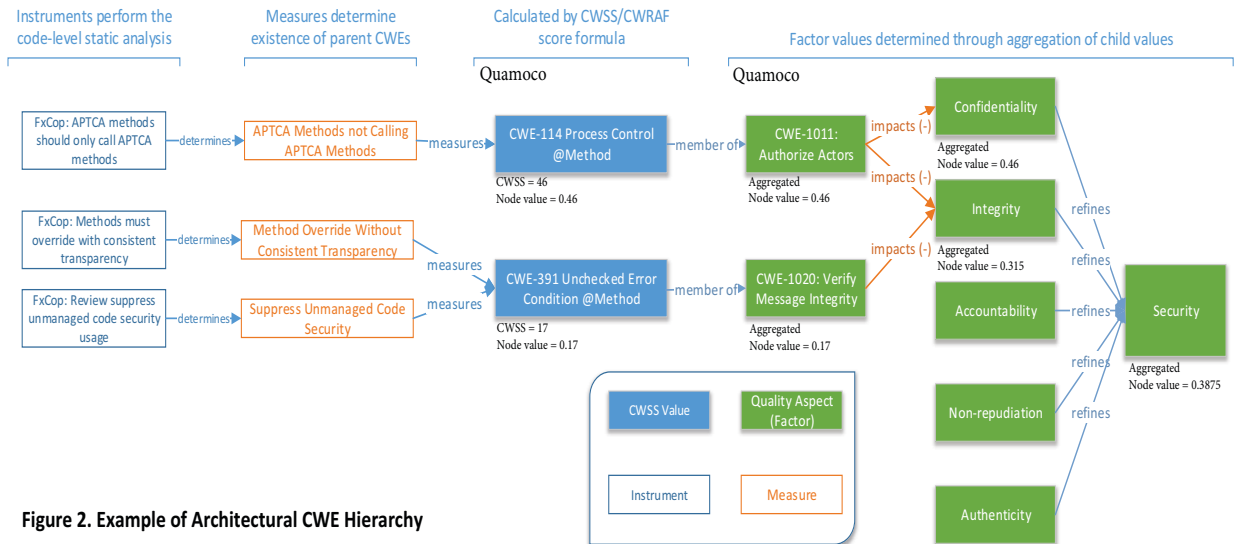 Instruments perform the
code-level static analysis
Measures determine
existence of parent CWEs
Calculated by CWSS/CWRAF
score formula
Factor values determined through aggregation of child values
Quamoco
Quamoco
FxCop: APTCA methods
should only call APTCA
methods
determines
APTCA Methods not Calling
APTCA Methods
measures
CWE-114 Process Control
@Method
CWSS = 46
Node value = 0.46
member of
CWE-1011:
Authorize Actors
Aggregated
Node value = 0.46
impacts (-)
impacts (-)
impacts (-)
Confidentiality
Aggregated
Node value = 0.46
FxCop: Methods must
override with consistent
transparency
determines
Method Override Without
Consistent Transparency
measures
FxCop: Review suppress
unmanaged code security
usage
determines
Suppress Unmanaged Code
Security
measures
CWE-391 Unchecked Error
Condition @Method
CWSS = 17
Node value = 0.17
member of
CWE-1020: Verify
Message Integrity
Aggregated
Node value = 0.17
Integrity
Aggregated
Node value = 0.315
Accountability
Non-repudiation
Authenticity
refines
refines
refines
refines
refines
Security
Aggregated
Node value = 0.3875
CWSS Value
Quality Aspect
(Factor)
Instrument
Measure
Figure 2. Example of Architectural CWE Hierarchy